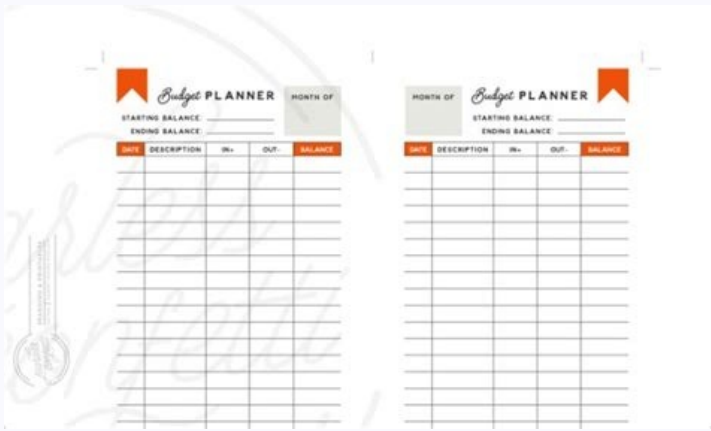 Budget PLANNER
MONTH OF
STARTING BALANCE:
ENDING BALANCE:
DATE DESCRIPTION IN+ OUT- BALANCE
MONTH OF
Budget PLANNER
STARTING BALANCE:
ENDING BALANCE:
DATE DESCRIPTION IN+ OUT- BALANCE